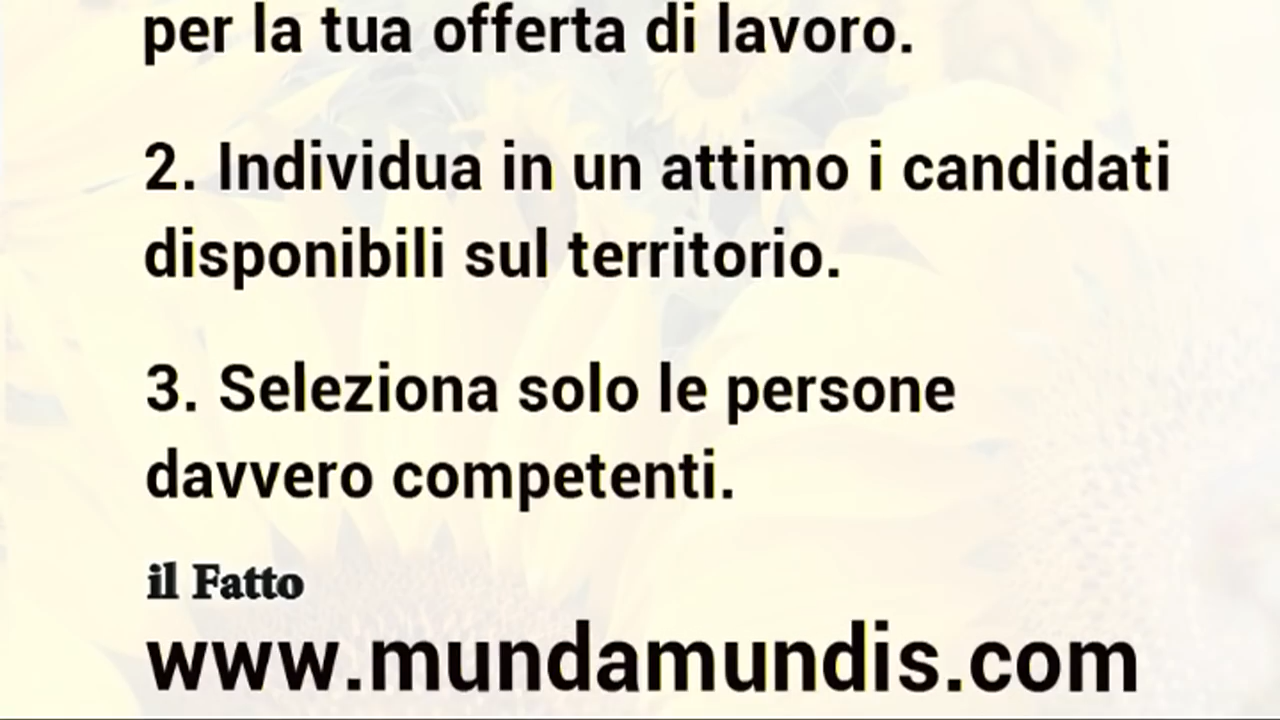 per la tua offerta di lavoro.
2. Individua in un attimo i candidati
disponibili sul territorio.
3. Seleziona solo le persone
davvero competenti.
il Fatto
www.mundamundis.com